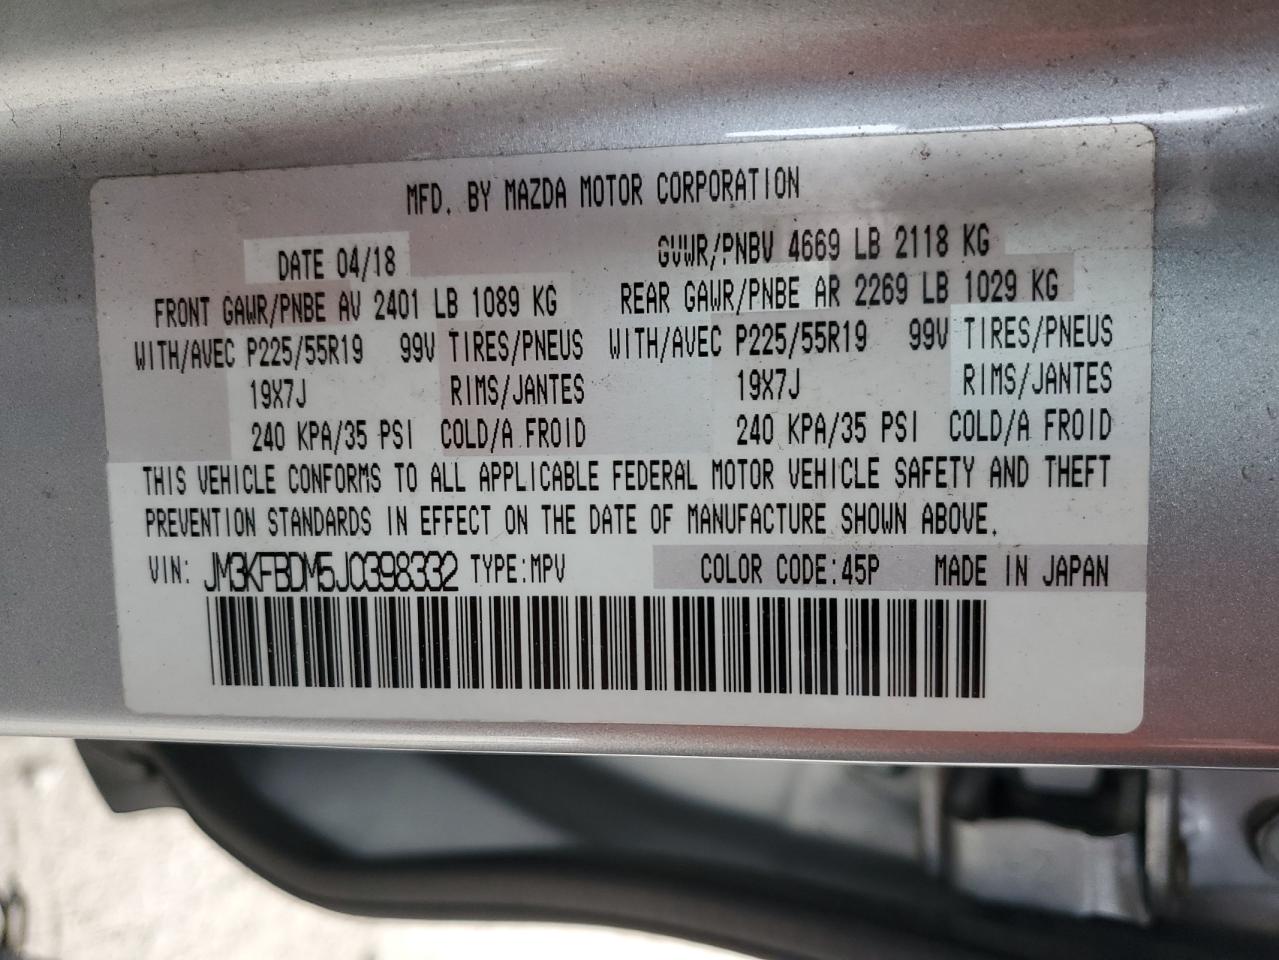 MFD. BY MAZDA MOTOR CORPORATION
DATE 04/18 GVWR/PNBV 4669 LB 2118 KG
FRONT GAWR/PNBE AV 2401 LB 1089 KG REAR GAWR/PNBE AR 2269 LB 1029 KG
WITH/AVEC P225/55R19 99V TIRES/PNEUS WITH/AVEC P225/55R19 99V TIRES/PNEUS
19X7J RIMS/JANTES 19X7J RIMS/JANTES
240 KPA/35 PSI COLD/A FROID 240 KPA/35 PSI COLD/A FROID
THIS VEHICLE CONFORMS TO ALL APPLICABLE FEDERAL MOTOR VEHICLE SAFETY AND THEFT
PREVENTION STANDARDS IN EFFECT ON THE DATE OF MANUFACTURE SHOWN ABOVE.
VIN: JM3KFBDM5J0398332 TYPE:MPV COLOR CODE:45P MADE IN JAPAN